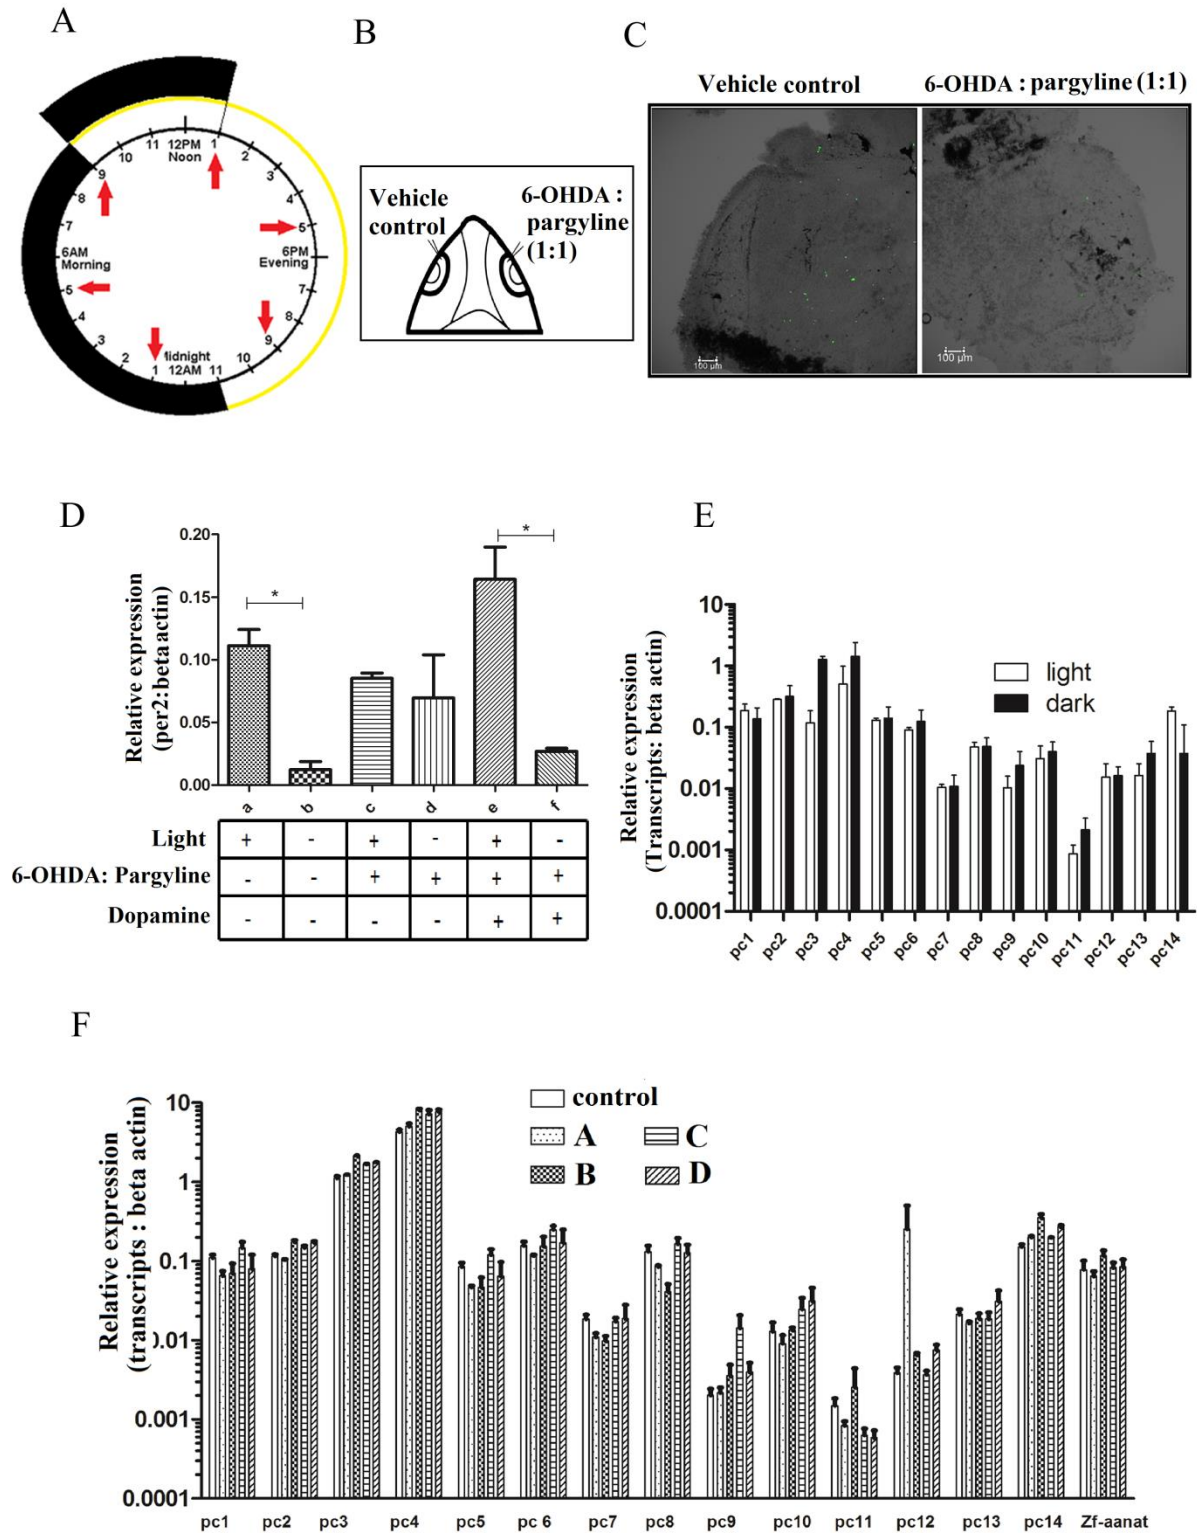 A
12PM
Noon
1
2
3
4
5
6PM
Evening
7
8
9
10
11
Midnight
12AM
1
2
3
4
5
6AM
Morning
7
8
9
10
11
B
Vehicle
control
6-OHDA :
pargyline
(1:1)
C
Vehicle control 6-OHDA : pargyline (1:1)
100 µm 100 µm
D
Relative expression
(per2: beta actin)
0.20
0.15
0.10
0.05
0.00
* *
a b c d e f
Light + - + - + -
6-OHDA: Pargyline - - + + + +
Dopamine - - - - + +
E
Relative expression
(Transcripts: beta actin)
10
1
0.1
0.01
0.001
0.0001
light
dark
pc1 pc2 pc3 pc4 pc5 pc6 pc7 pc8 pc9 pc10 pc11 pc12 pc13 pc14
F
Relative expression
(transcripts : beta actin)
10
1
0.1
0.01
0.001
0.0001
control
A C
B D
pc1 pc2 pc3 pc4 pc5 pc 6 pc7 pc8 pc9 pc10 pc11 pc12 pc13 pc14 Zf-aanat